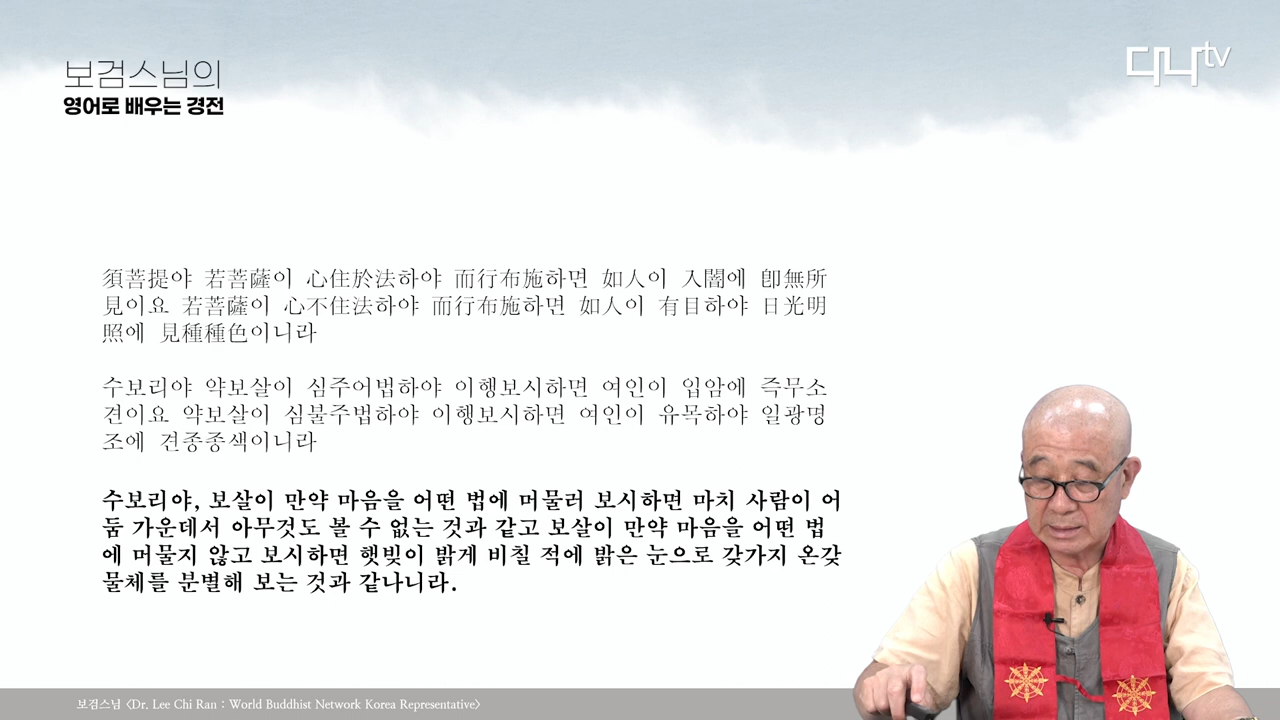 보검스님의
영어로 배우는 경전
다나tv
須菩提야 若菩薩이 心住於法하야 而行布施하면 如人이 入闇에 卽無所
見이요 若菩薩이 心不住法하야 而行布施하면 如人이 有目하야 日光明
照에 見種種色이니라
수보리야 약보살이 심주어법하야 이행보시하면 여인이 입암에 즉무소
견이요 약보살이 심불주법하야 이행보시하면 여인이 유목하야 일광명
조에 견종종색이니라
수보리야, 보살이 만약 마음을 어떤 법에 머물러 보시하면 마치 사람이 어
둠 가운데서 아무것도 볼 수 없는 것과 같고 보살이 만약 마음을 어떤 법
에 머물지 않고 보시하면 햇빛이 밝게 비칠 적에 밝은 눈으로 갖가지 온갖
물체를 분별해 보는 것과 같나니라.
보검스님 <Dr. Lee Chi Ran : World Buddhist Network Korea Representative>